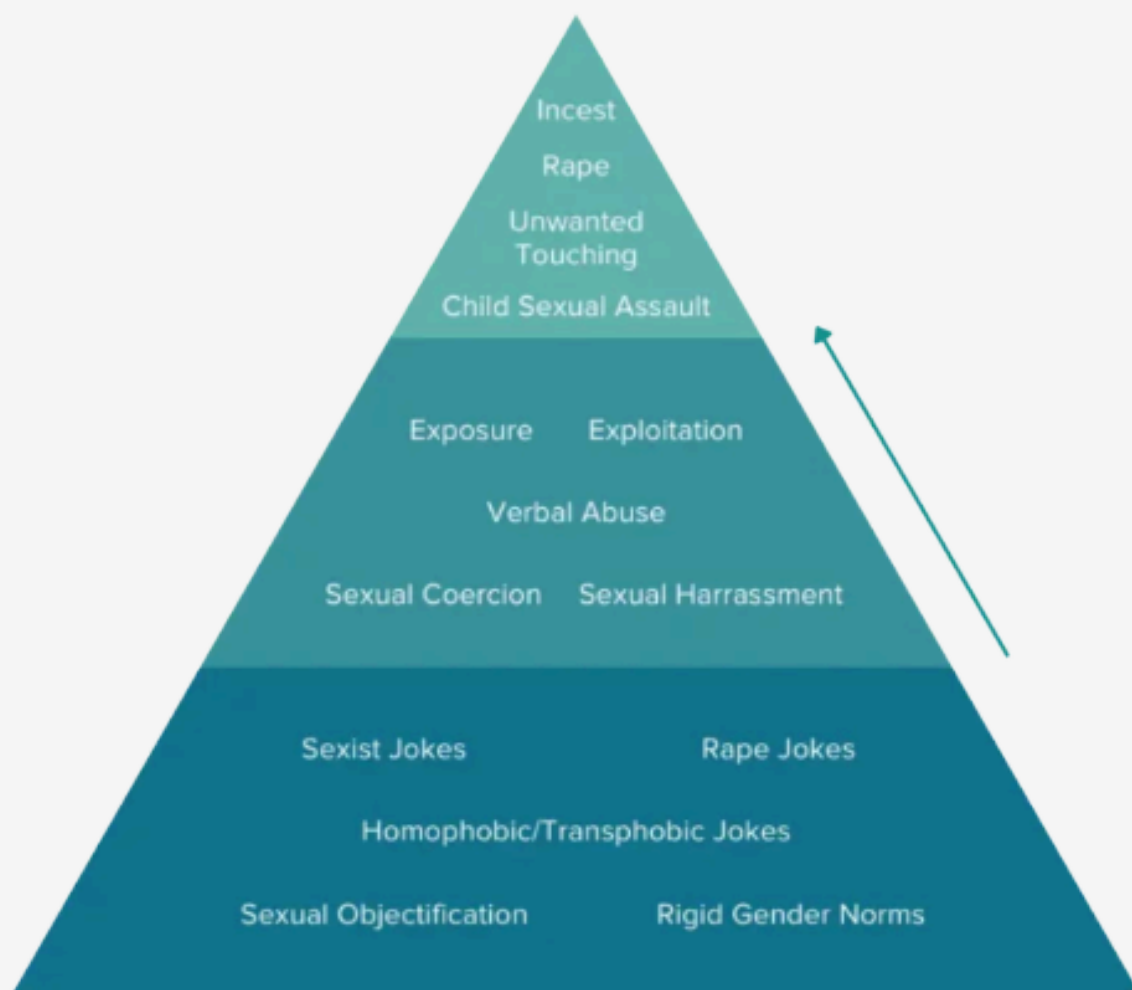 Incest
Rape
Unwanted
Touching
Child Sexual Assault
Exposure Exploitation
Verbal Abuse
Sexual Coercion Sexual Harrassment
Sexist Jokes Rape Jokes
Homophobic/Transphobic Jokes
Sexual Objectification Rigid Gender Norms